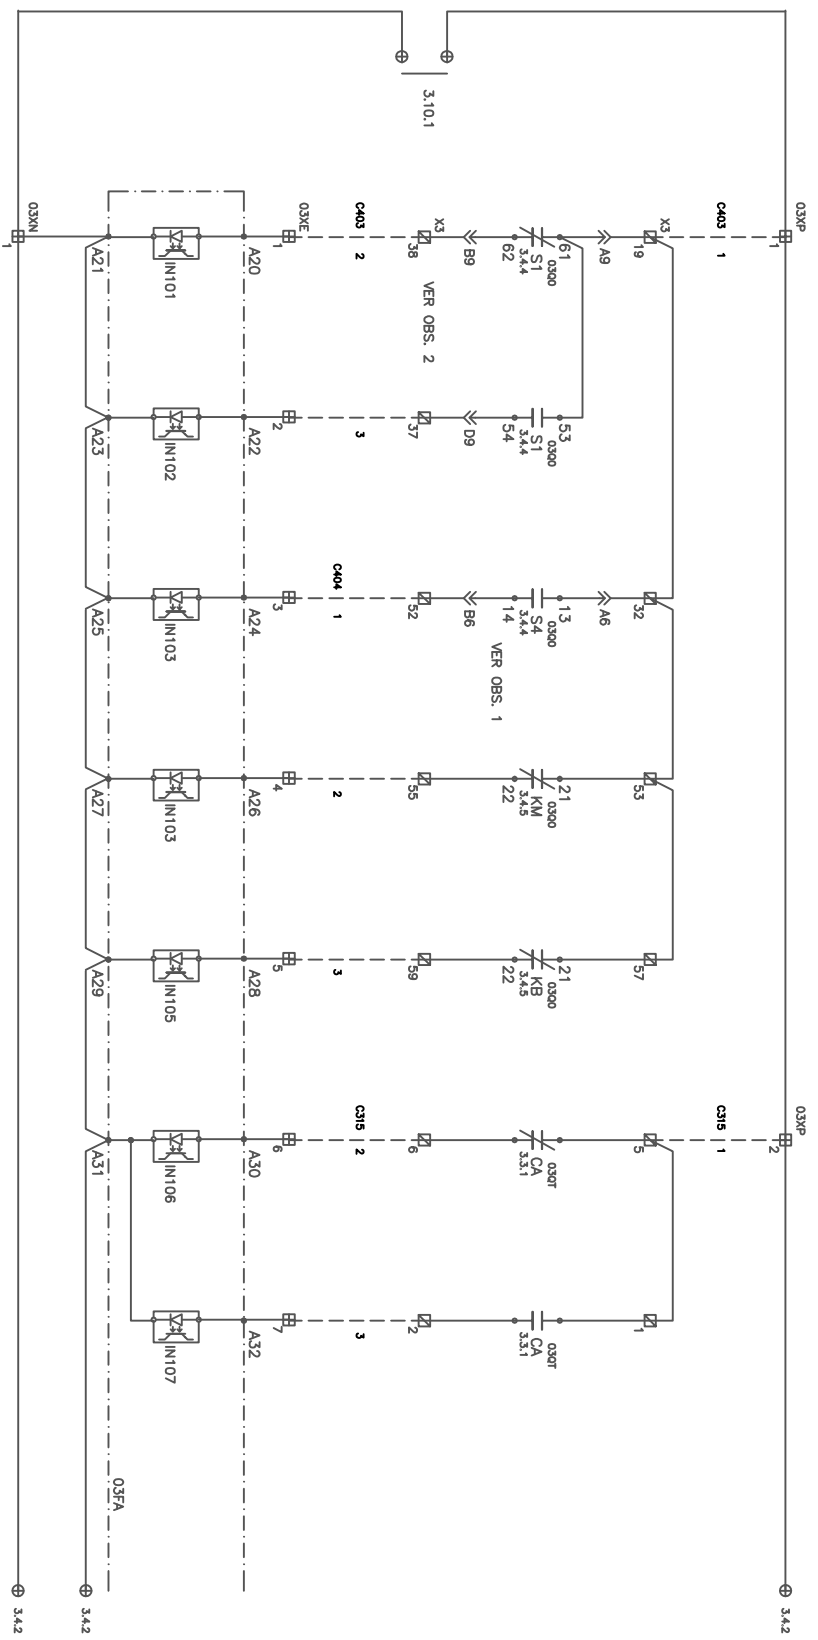 03XP 03XP
1 2 3.4.2
C403 C315
1 1
X3
19 32 53 57 5 1
A9 A6
61 53 13 21 21
03Q0 03Q0 03Q0 03Q0 03Q0 03QT 03QT
S1 S1 S4 KM KB CA CA
3.4.4 3.4.4 3.4.4 3.4.5 3.4.5 3.3.1 3.3.1
62 54 14 22 22
VER OBS. 1
B9 D9 B6
X3
3.10.1 VER OBS. 2
38 37 52 55 59 6 2
C403 2 3 C315 2 3
C404 1 2 3
03XE
1 2 3 4 5 6 7
A20 A22 A24 A26 A28 A30 A32
IN101 IN102 IN103 IN103 IN105 IN106 IN107
03FA
A21 A23 A25 A27 A29 A31
3.4.2
03XN
3.4.2
1